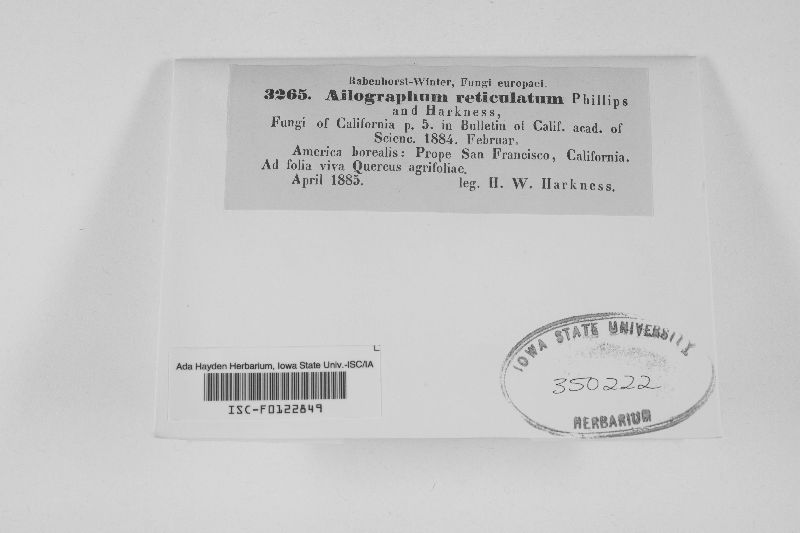 Rabenhorst-Winter, Fungi europaei.
3265. Ailographum reticulatum Phillips
and Harkness,
Fungi of California p. 5. in Bulletin of Calif. acad. of
Scienc. 1884. Februar.
America borealis: Prope San Francisco, California.
Ad folia viva Quercus agrifoliae.
April 1885. leg. H. W. Harkness.
Ada Hayden Herbarium, Iowa State Univ.-ISC/IA
ISC-F0122849
IOWA STATE UNIVERSITY
350222
HERBARIUM